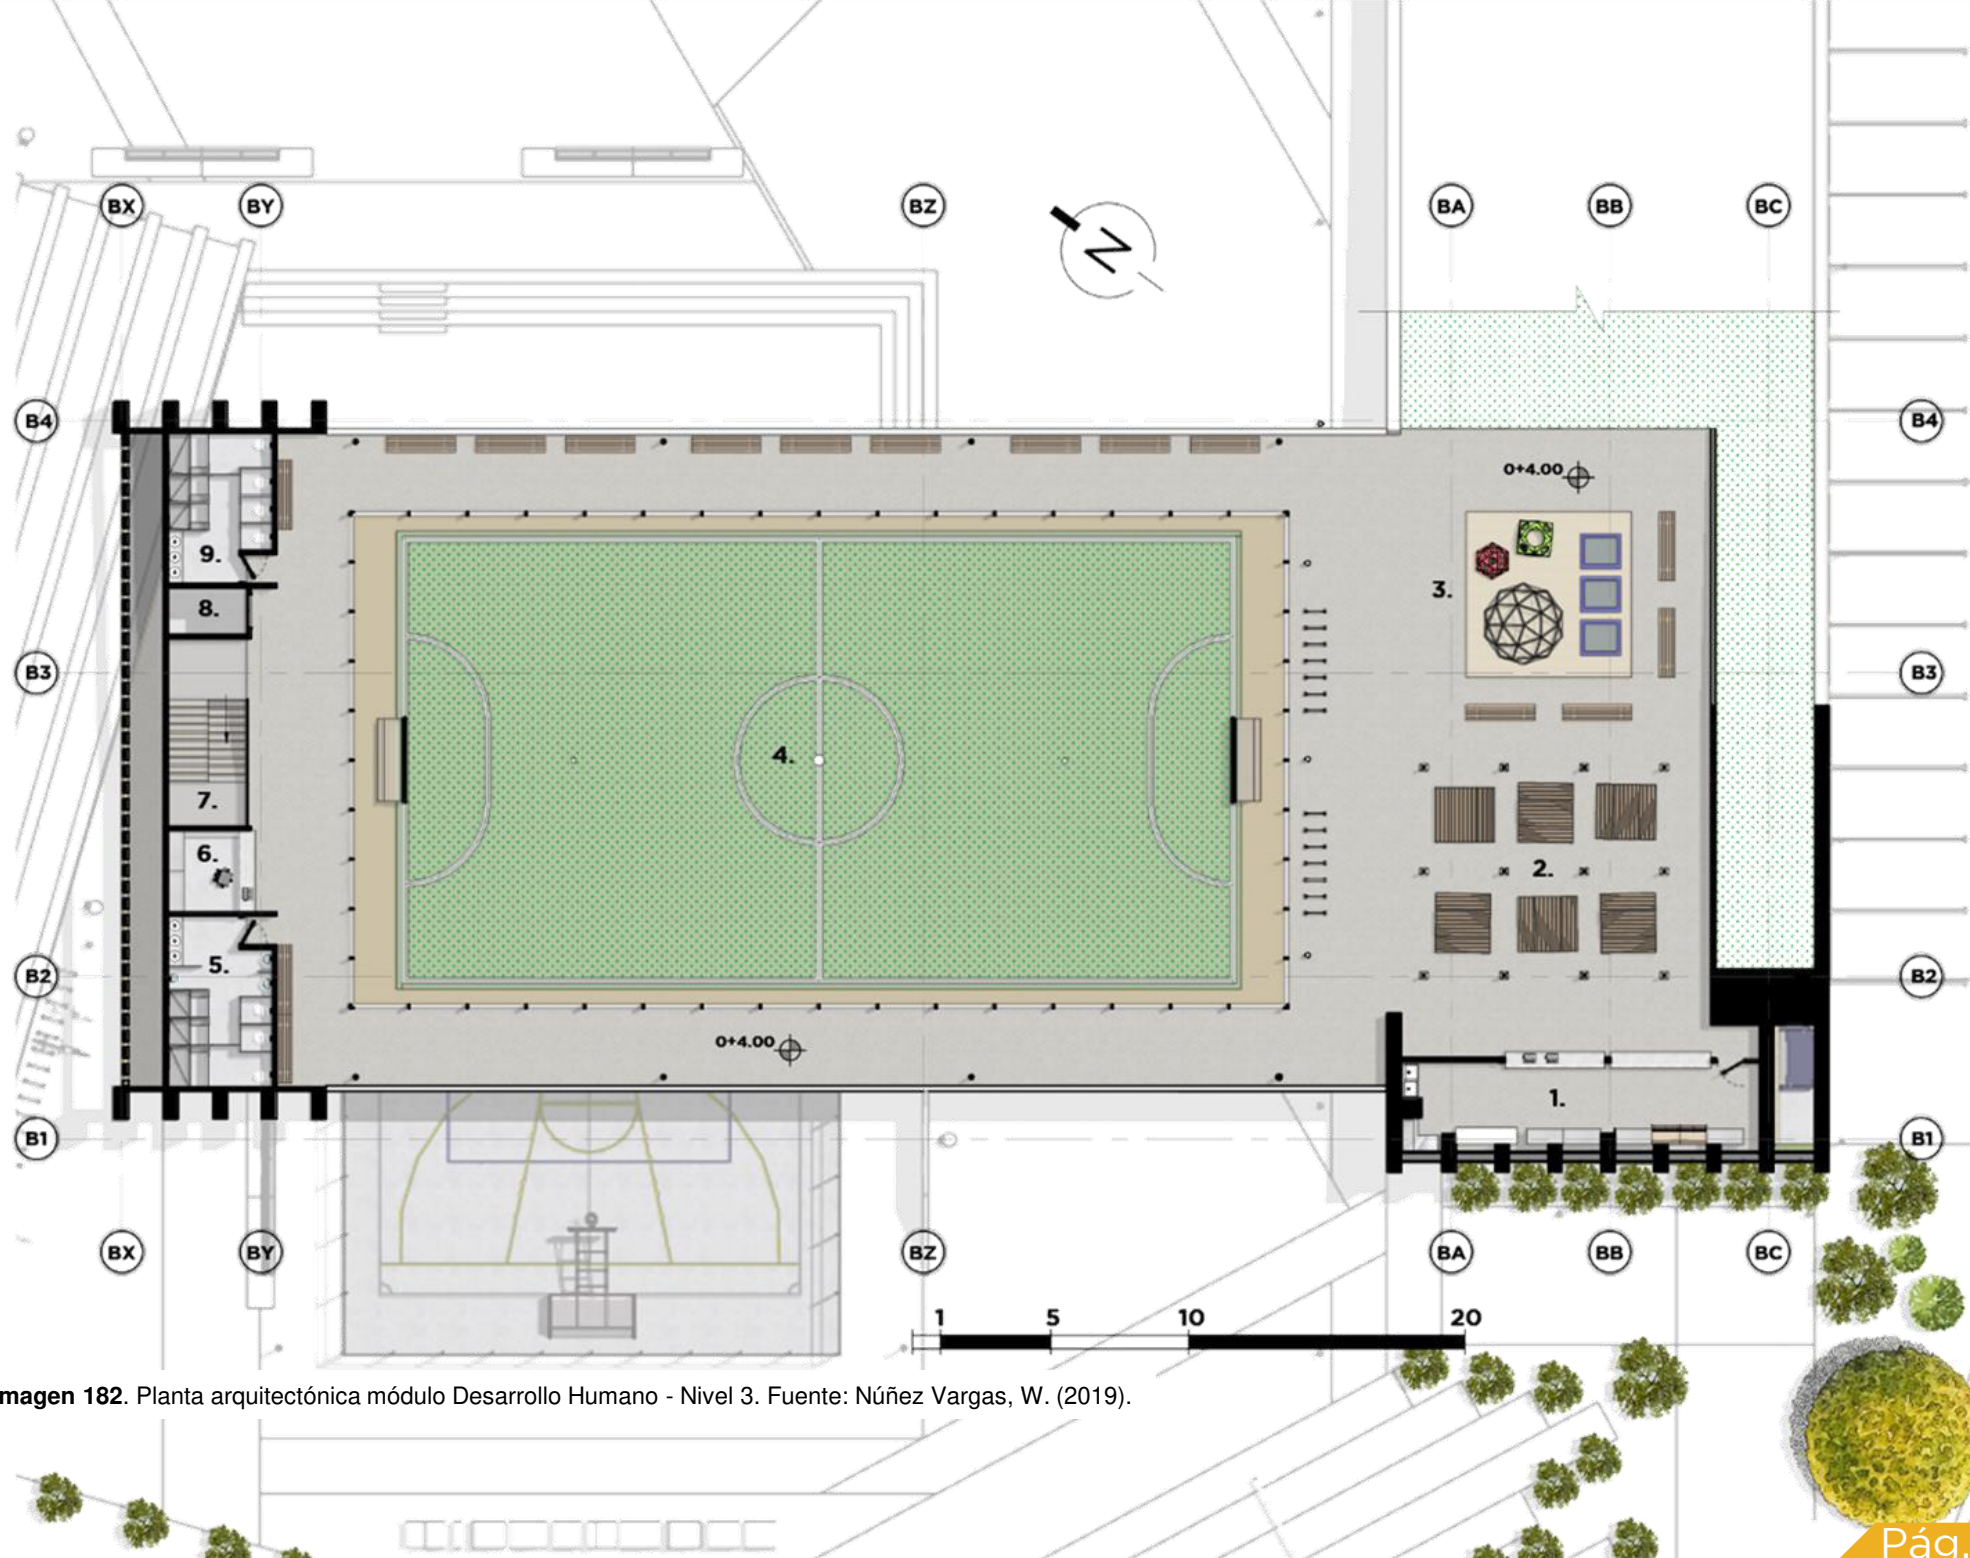 BX BY BZ BA BB BC
N
B4 B4
0+4.00
9.
3.
8.
B3 B3
4.
7.
6.
2.
5.
B2 B2
0+4.00
1.
B1 B1
BX BY BZ BA BB BC
1 5 10 20
magen 182. Planta arquitectónica módulo Desarrollo Humano - Nivel 3. Fuente: Núñez Vargas, W. (2019).
Pág.